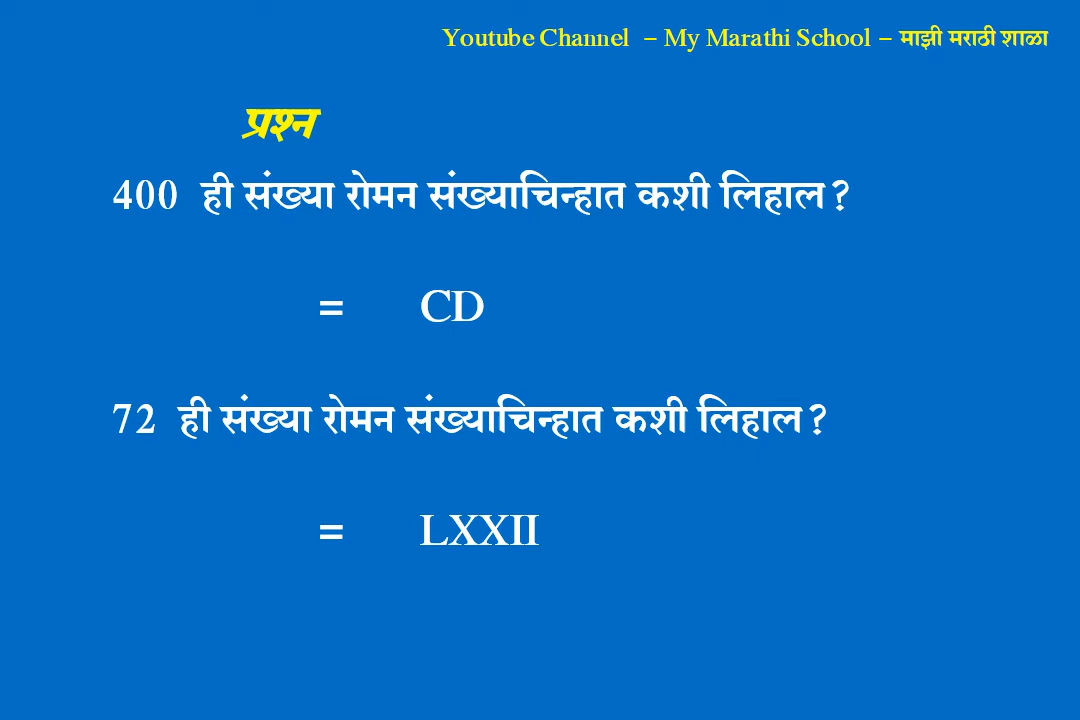 Youtube Channel – My Marathi School – माझी मराठी शाळा
प्रश्न
400 ही संख्या रोमन संख्याचिन्हात कशी लिहाल ?
= CD
72 ही संख्या रोमन संख्याचिन्हात कशी लिहाल ?
= LXXII